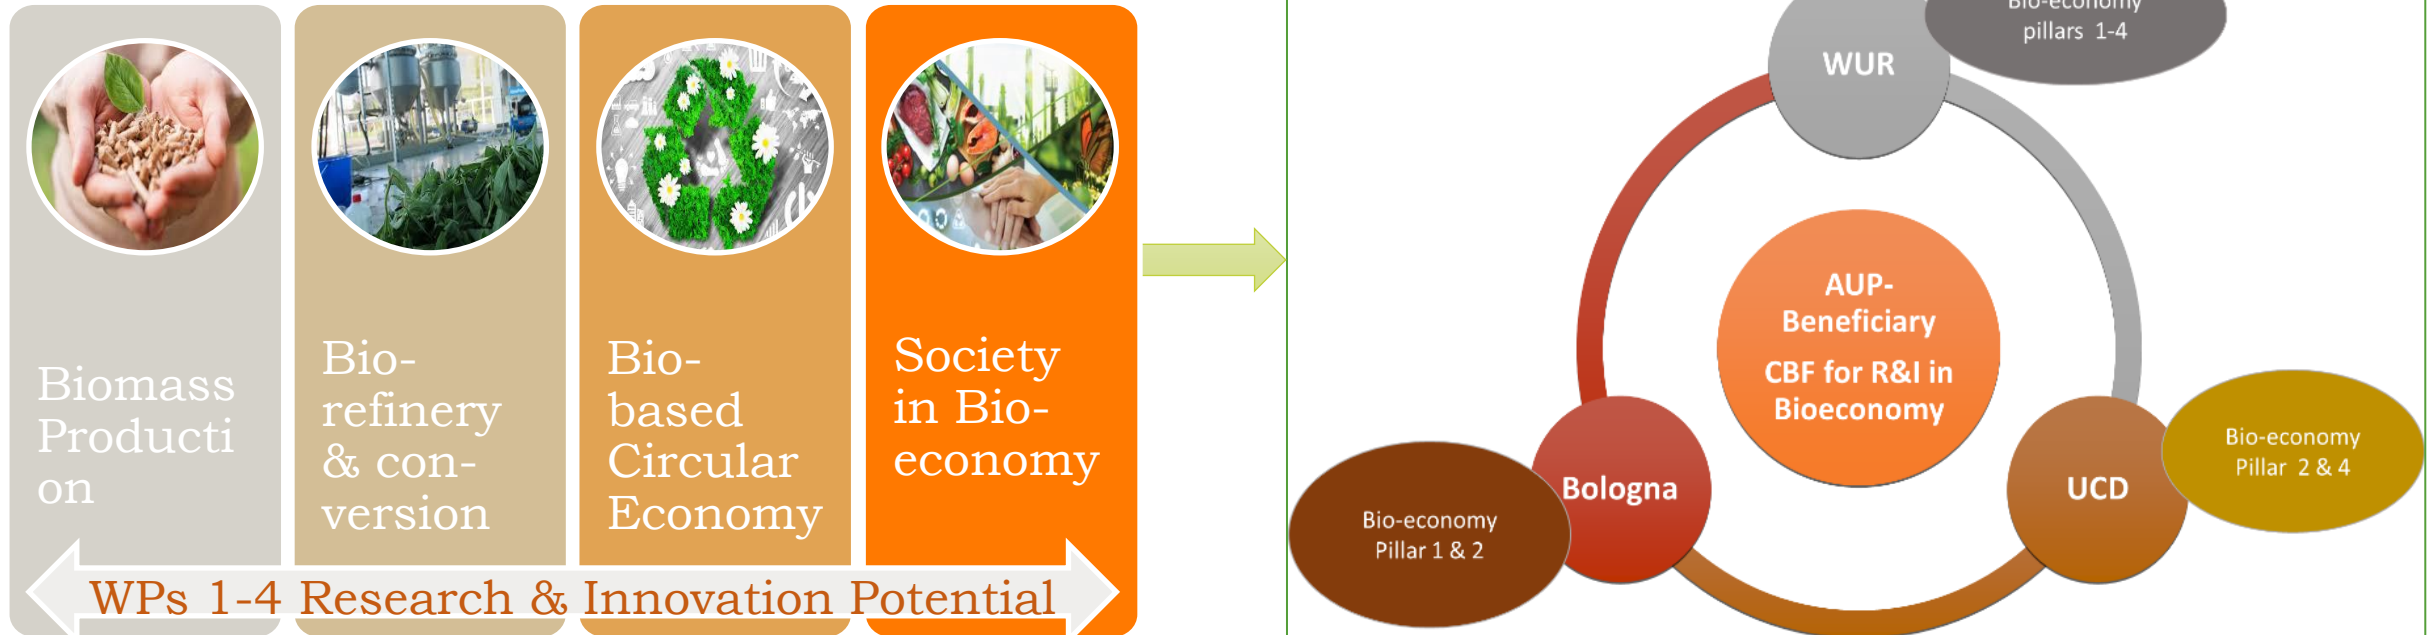 Biomass
Producti
on
Bio-
refinery
& con-
version
Bio-
based
Circular
Economy
Society
in Bio-
economy
WPs 1-4 Research & Innovation Potential
Bio-economy
pillars 1-4
WUR
AUP-
Beneficiary
CBF for R&I in
Bioeconomy
Bologna
UCD
Bio-economy
Pillar 2 & 4
Bio-economy
Pillar 1 & 2